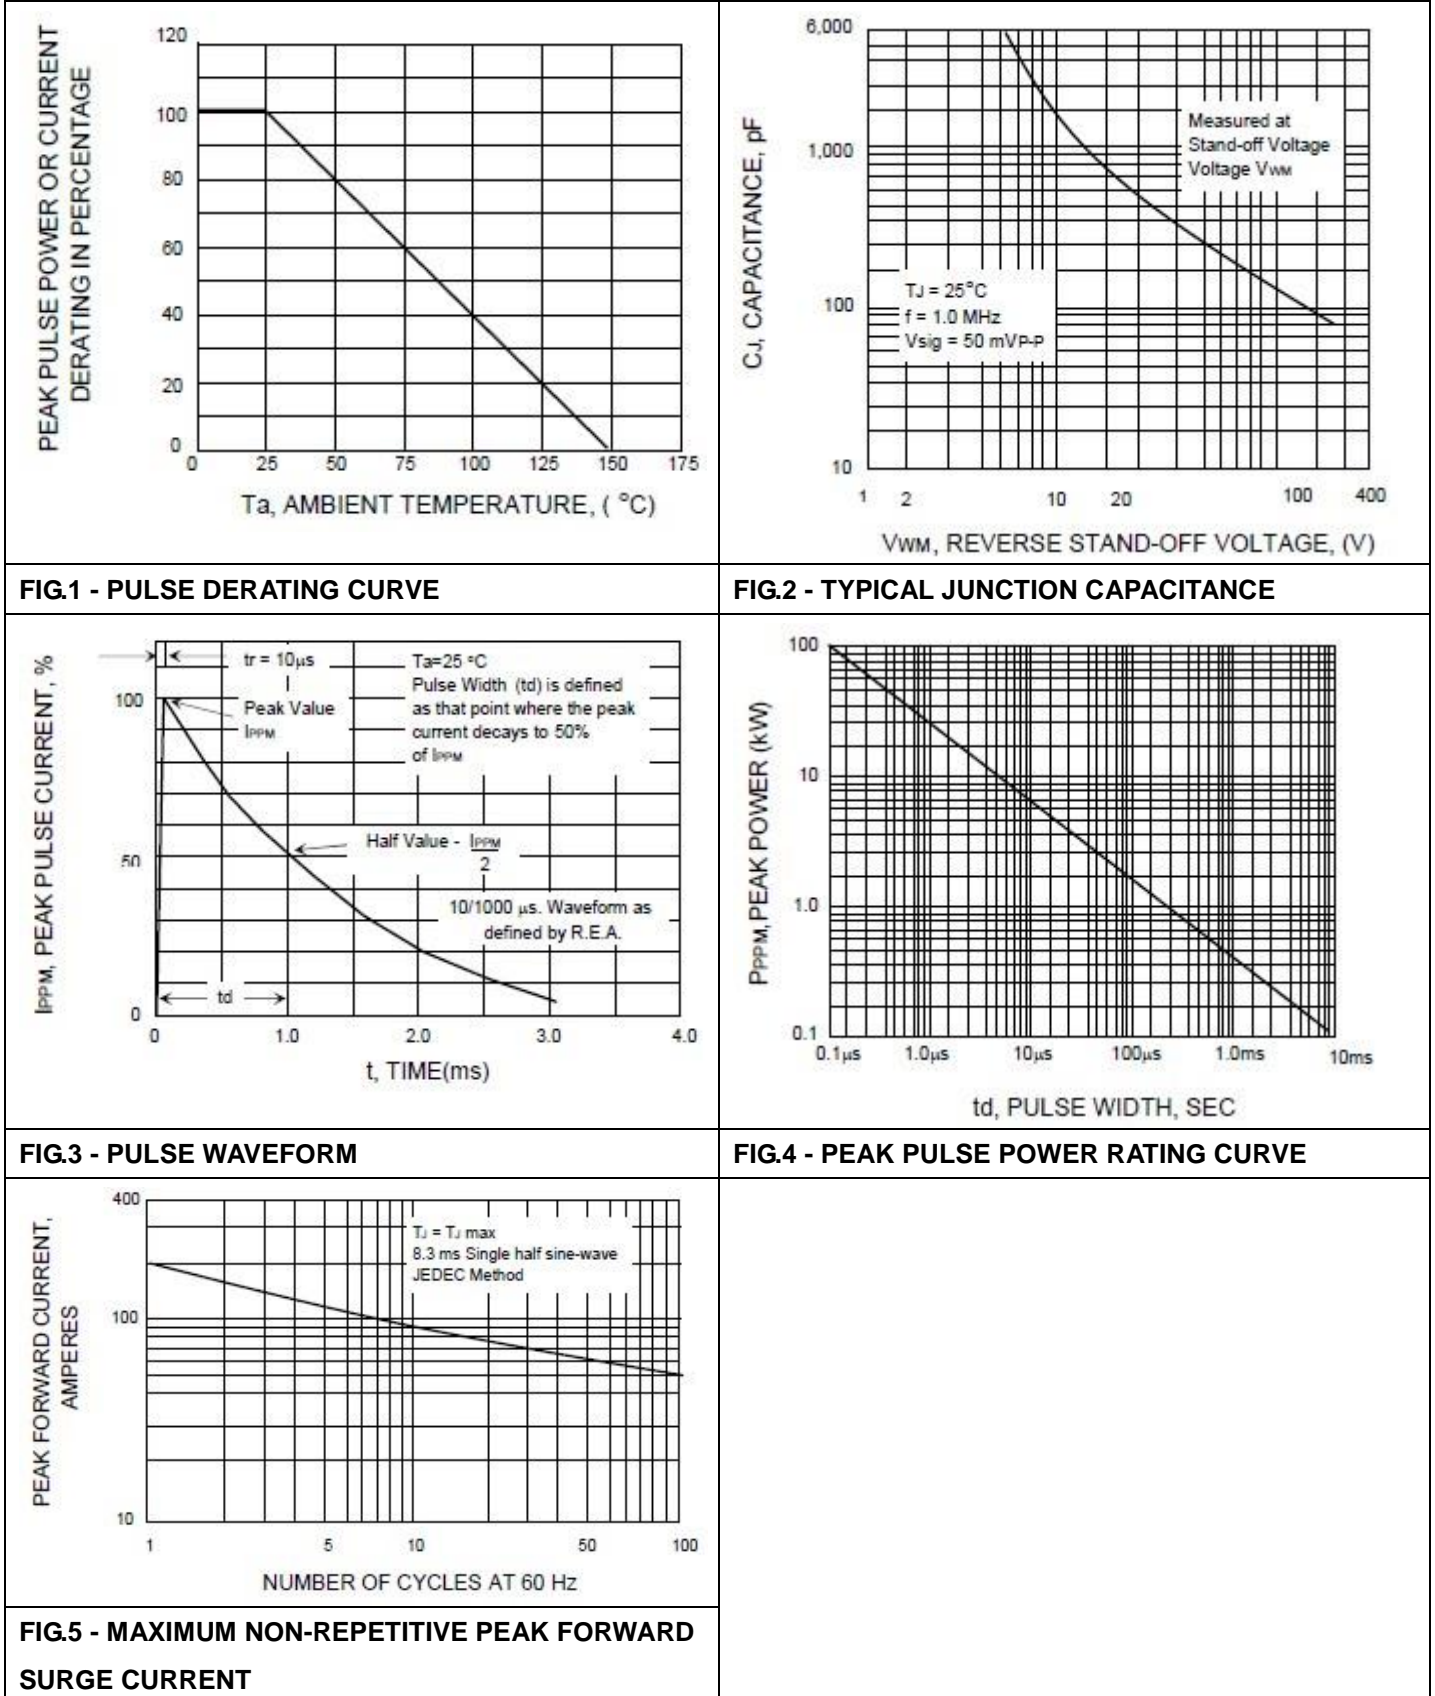 PEAK PULSE POWER OR CURRENT
DERATING IN PERCENTAGE
120
100
80
60
40
20
0
0 25 50 75 100 125 150 175
Ta, AMBIENT TEMPERATURE, ( °C)
FIG.1 - PULSE DERATING CURVE
CJ, CAPACITANCE, pF
6,000
1,000
100
10
Measured at
Stand-off Voltage
Voltage VWM
TJ = 25°C
f = 1.0 MHz
Vsig = 50 mVP-P
1 2 10 20 100 400
VWM, REVERSE STAND-OFF VOLTAGE, (V)
FIG.2 - TYPICAL JUNCTION CAPACITANCE
IPPM, PEAK PULSE CURRENT, %
100
50
0
tr = 10μs
Peak Value
IPPM
Ta=25 °C
Pulse Width (td) is defined
as that point where the peak
current decays to 50%
of IPPM
Half Value - IPPM
2
10/1000 μs. Waveform as
defined by R.E.A.
td
0 1.0 2.0 3.0 4.0
t, TIME(ms)
FIG.3 - PULSE WAVEFORM
PPPM, PEAK POWER (kW)
100
10
1.0
0.1
0.1μs 1.0μs 10μs 100μs 1.0ms 10ms
td, PULSE WIDTH, SEC
FIG.4 - PEAK PULSE POWER RATING CURVE
PEAK FORWARD CURRENT,
AMPERES
400
100
10
TJ = TJ max
8.3 ms Single half sine-wave
JEDEC Method
1 5 10 50 100
NUMBER OF CYCLES AT 60 Hz
FIG.5 - MAXIMUM NON-REPETITIVE PEAK FORWARD
SURGE CURRENT